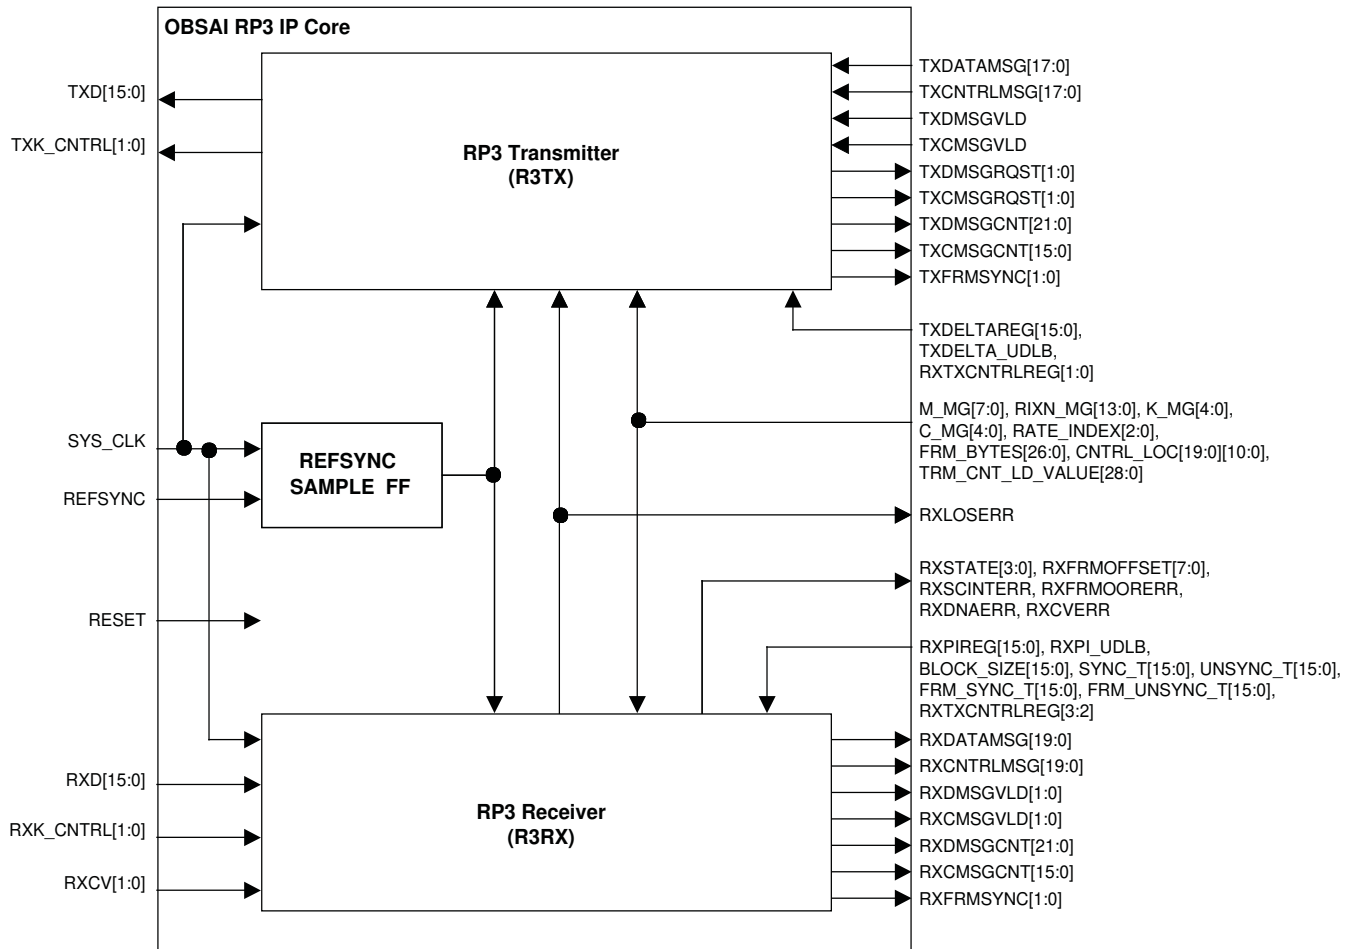 OBSAI RP3 IP Core
TXD[15:0]
TXK_CNTRL[1:0]
RP3 Transmitter
(R3TX)
TXDATAMSG[17:0]
TXCNTRLMSG[17:0]
TXDMSGVLD
TXCMSGVLD
TXDMSGRQST[1:0]
TXCMSGRQST[1:0]
TXDMSGCNT[21:0]
TXCMSGCNT[15:0]
TXFRMSYNC[1:0]
TXDELTAREG[15:0],
TXDELTA_UDLB,
RXTXCNTRLREG[1:0]
M_MG[7:0], RIXN_MG[13:0], K_MG[4:0],
C_MG[4:0], RATE_INDEX[2:0],
FRM_BYTES[26:0], CNTRL_LOC[19:0][10:0],
TRM_CNT_LD_VALUE[28:0]
SYS_CLK
REFSYNC
REFSYNC
SAMPLE FF
RXLOSERR
RXSTATE[3:0], RXFRMOFFSET[7:0],
RXSCINTERR, RXFRMOORERR,
RXDNAERR, RXCVERR
RESET
RXPIREG[15:0], RXPI_UDLB,
BLOCK_SIZE[15:0], SYNC_T[15:0], UNSYNC_T[15:0],
FRM_SYNC_T[15:0], FRM_UNSYNC_T[15:0],
RXTXCNTRLREG[3:2]
RXD[15:0]
RXK_CNTRL[1:0]
RXCV[1:0]
RP3 Receiver
(R3RX)
RXDATAMSG[19:0]
RXCNTRLMSG[19:0]
RXDMSGVLD[1:0]
RXCMSGVLD[1:0]
RXDMSGCNT[21:0]
RXCMSGCNT[15:0]
RXFRMSYNC[1:0]